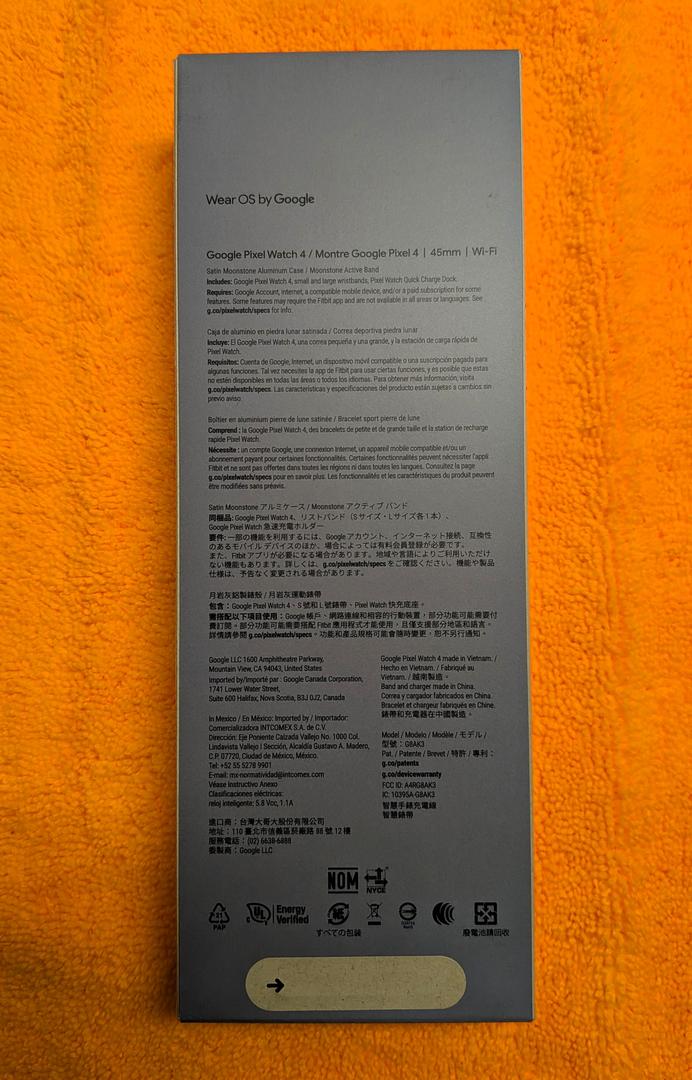 Wear OS by Google
Google Pixel Watch 4 / Montre Google Pixel 4 | 45mm | Wi-Fi
Satin Moonstone Aluminum Case / Moonstone Active Band
Includes: Google Pixel Watch 4, small and large wristbands, Pixel Watch Quick Charge Dock.
Requires: Google Account, internet, a compatible mobile device, and/or a paid subscription for some
features. Some features may require the Fitbit app and are not available in all areas or languages. See
g.co/pixelwatch/specs for info.
Caja de aluminio en piedra lunar satinada / Correa deportiva piedra lunar
Incluye: El Google Pixel Watch 4, una correa pequeña y una grande, y la estación de carga rápida de
Pixel Watch.
Requisitos: Cuenta de Google, Internet, un dispositivo móvil compatible o una suscripción pagada para
algunas funciones. Tal vez necesites la app de Fitbit para usar ciertas funciones, y es posible que estas
no estén disponibles en todas las áreas o todos los idiomas. Para obtener más información, visita
g.co/pixelwatch/specs. Las características y especificaciones del producto están sujetas a cambios sin
previo aviso.
Boîtier en aluminium pierre de lune satinée / Bracelet sport pierre de lune
Comprend : la Google Pixel Watch 4, des bracelets de petite et de grande taille et la station de recharge
rapide Pixel Watch.
Nécessite : un compte Google, une connexion Internet, un appareil mobile compatible et/ou un
abonnement payant pour certaines fonctionnalités. Certaines fonctionnalités peuvent nécessiter l'appli
Fitbit et ne sont pas offertes dans toutes les régions ni dans toutes les langues. Consultez la page
g.co/pixelwatch/specs pour en savoir plus. Les fonctionnalités et les caractéristiques du produit peuvent
être modifiées sans préavis.
Satin Moonstone アルミケース / Moonstone アクティブ バンド
同梱品: Google Pixel Watch 4、リストバンド（Sサイズ・Lサイズ各1本）、
Google Pixel Watch 急速充電ホルダー
要件: 一部の機能を利用するには、Google アカウント、インターネット接続、互換性
のあるモバイル デバイスのほか、場合によっては有料会員登録が必要です。
また、Fitbit アプリが必要になる場合があります。地域や言語によりご利用いただけ
ない機能もあります。詳しくは、g.co/pixelwatch/specs をご確認ください。機能や製品
仕様は、予告なく変更される場合があります。
月岩灰鋁製錶殼 / 月岩灰運動錶帶
包含：Google Pixel Watch 4、S 號和 L 號錶帶、Pixel Watch 快充底座。
需搭配以下項目使用：Google 帳戶、網路連線和相容的行動裝置，部分功能可能需要付
費訂閱。部分功能可能需要搭配 Fitbit 應用程式才能使用，且僅支援部分地區和語言。
詳情請參閱 g.co/pixelwatch/specs。功能和產品規格可能會隨時變更，恕不另行通知。
Google LLC 1600 Amphitheatre Parkway,
Mountain View, CA 94043, United States
Imported by/Importé par : Google Canada Corporation,
1741 Lower Water Street,
Suite 600 Halifax, Nova Scotia, B3J 0J2, Canada
In Mexico / En México: Imported by / Importador:
Comercializadora INTCOMEX S.A. de C.V.
Dirección: Eje Poniente Calzada Vallejo No. 1000 Col.
Lindavista Vallejo I Sección, Alcaldía Gustavo A. Madero,
C.P. 07720, Ciudad de México, México.
Tel: +52 55 5278 9901
E-mail: mx-normatividad@intcomex.com
Véase Instructivo Anexo
Clasificaciones eléctricas:
reloj inteligente: 5.8 Vcc, 1.1A
進口商：台灣大哥大股份有限公司
地址：110 臺北市信義區菸廠路 88 號 12 樓
服務電話：(02) 6638-6888
委製商：Google LLC
Google Pixel Watch 4 made in Vietnam. /
Hecho en Vietnam. / Fabriqué au
Vietnam. / 越南製造。
Band and charger made in China.
Correa y cargador fabricados en China.
Bracelet et chargeur fabriqués en Chine.
錶帶和充電器在中國製造。
Model / Modelo / Modèle / モデル /
型號：G8AK3
Pat. / Patente / Brevet / 特許 / 專利：
g.co/patents
g.co/devicewarranty
FCC ID: A4RG8AK3
IC: 10395A-G8AK3
智慧手錶充電線
智慧錶帶
NOM
NYCE
21
PAP
C UL
Energy
Verified
すべての包装
廢電池請回收